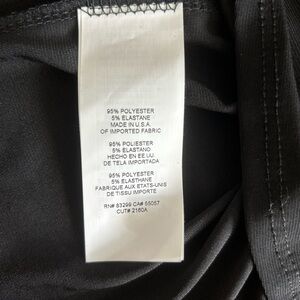 95% POLYESTER
5% ELASTANE
MADE IN U.S.A.
OF IMPORTED FABRIC
95% POLIESTER
5% ELASTANO
HECHO EN EE UU
DE TELA IMPORTADA
95% POLYESTER
5% ELASTHANE
FABRIQUE AUX ETATS-UNIS
DE TISSU IMPORTE
RN# 83299 CA# 55057
CUT# 2160A